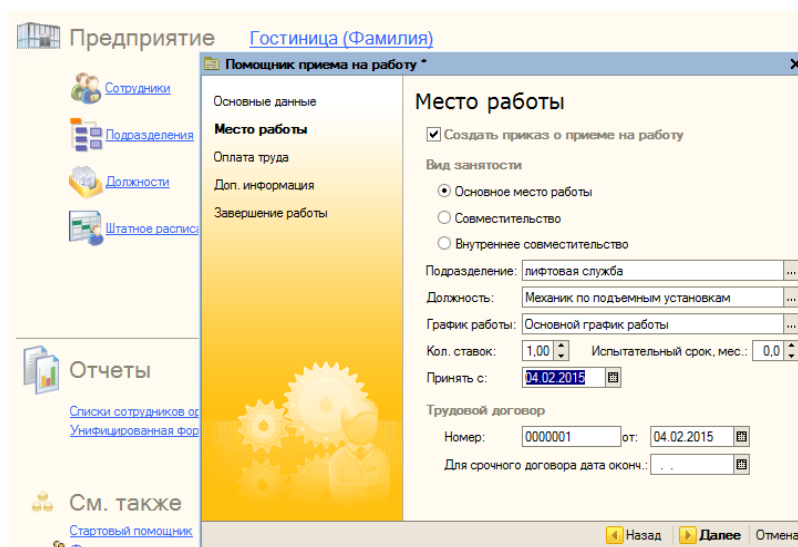 Предприятие Гостиница (Фамилия)
Помощник приема на работу *
Сотрудники
Подразделения
Должности
Штатное расписа
Отчеты
Списки сотрудников ор
Унифицированная фор
См. также
Стартовый помощник
Основные данные
Место работы
Оплата труда
Доп. информация
Завершение работы
Место работы
Создать приказ о приеме на работу
Вид занятости
Основное место работы
Совместительство
Внутреннее совместительство
Подразделение: лифтовая служба ...
Должность: Механик по подъемным установкам ...
График работы: Основной график работы ...
Кол. ставок: 1,00 Испытательный срок, мес.: 0,0
Принять с: 04.02.2015
Трудовой договор
Номер: 0000001 от: 04.02.2015
Для срочного договора дата оконч.: . .
Назад Далее Отмена